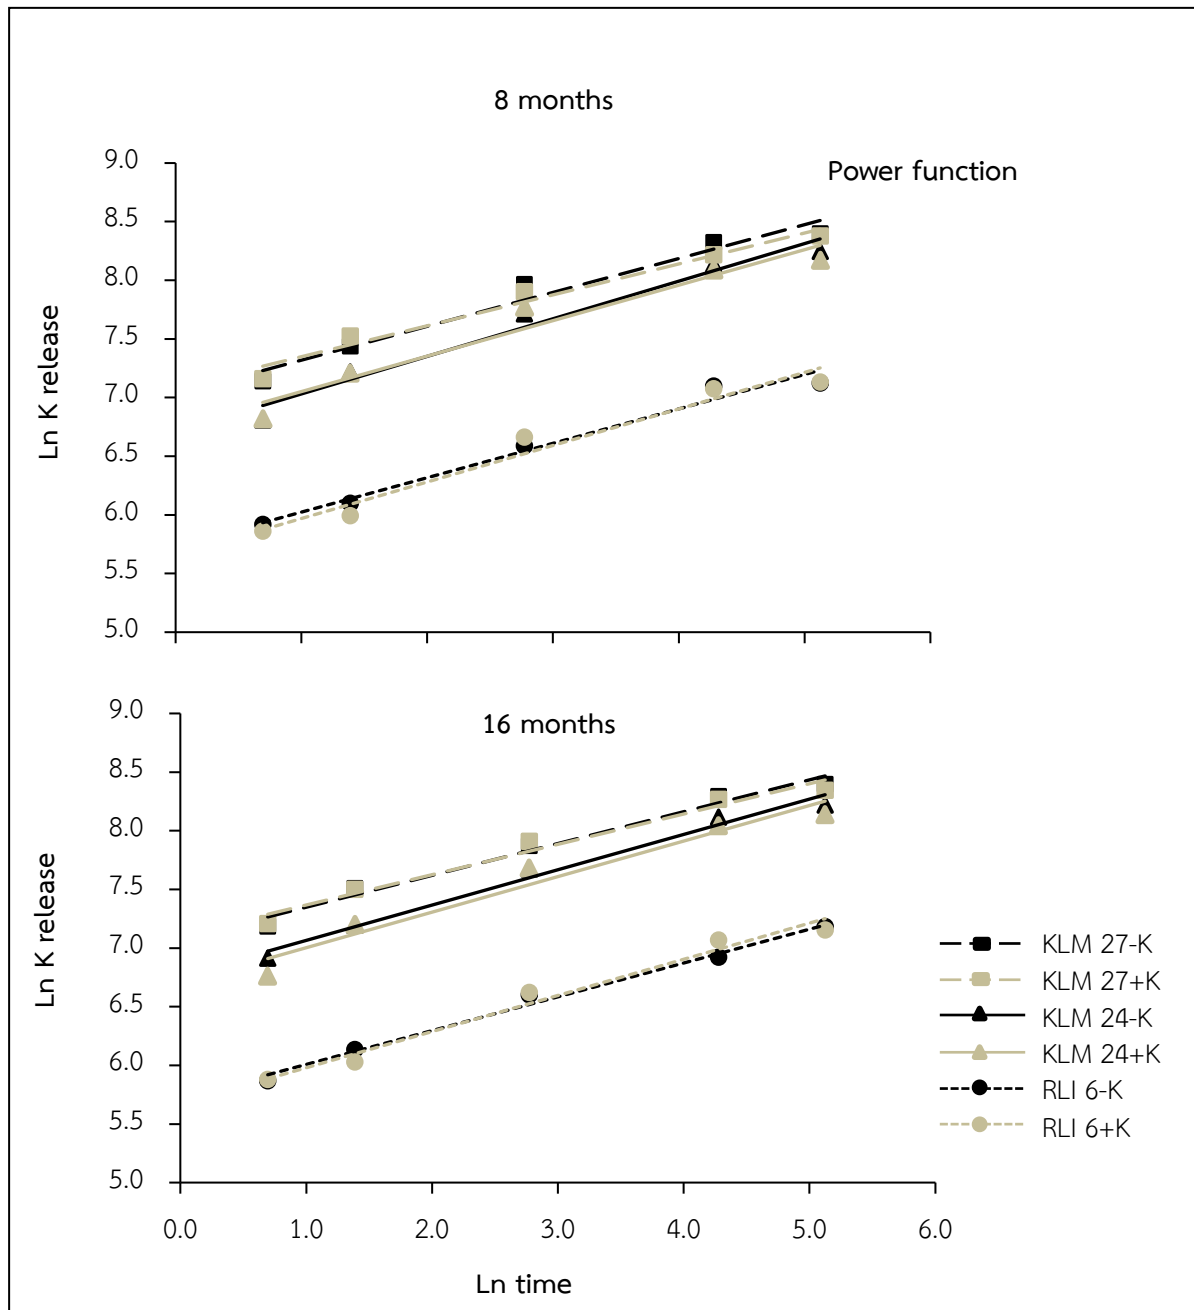 8 months
Power function
9.0
8.5
8.0
7.5
7.0
6.5
6.0
5.5
5.0
Ln K release
16 months
9.0
8.5
8.0
7.5
7.0
6.5
6.0
5.5
5.0
Ln K release
KLM 27-K
KLM 27+K
KLM 24-K
KLM 24+K
RLI 6-K
RLI 6+K
0.0 1.0 2.0 3.0 4.0 5.0 6.0
Ln time